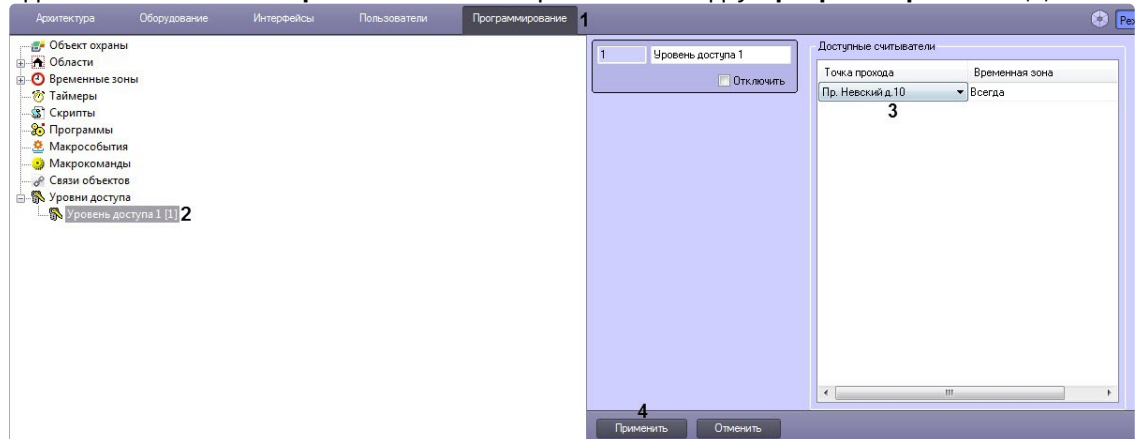 Архитектура Оборудование Интерфейсы Пользователи Программирование 1
Объект охраны
Области
Временные зоны
Таймеры
Скрипты
Программы
Макрособытия
Макрокоманды
Связи объектов
Уровни доступа
Уровень доступа 1 [1] 2
1 Уровень доступа 1
Отключить
Доступные считыватели
Точка прохода Временная зона
Пр. Невский д.10 Всегда
3
4
Применить Отменить